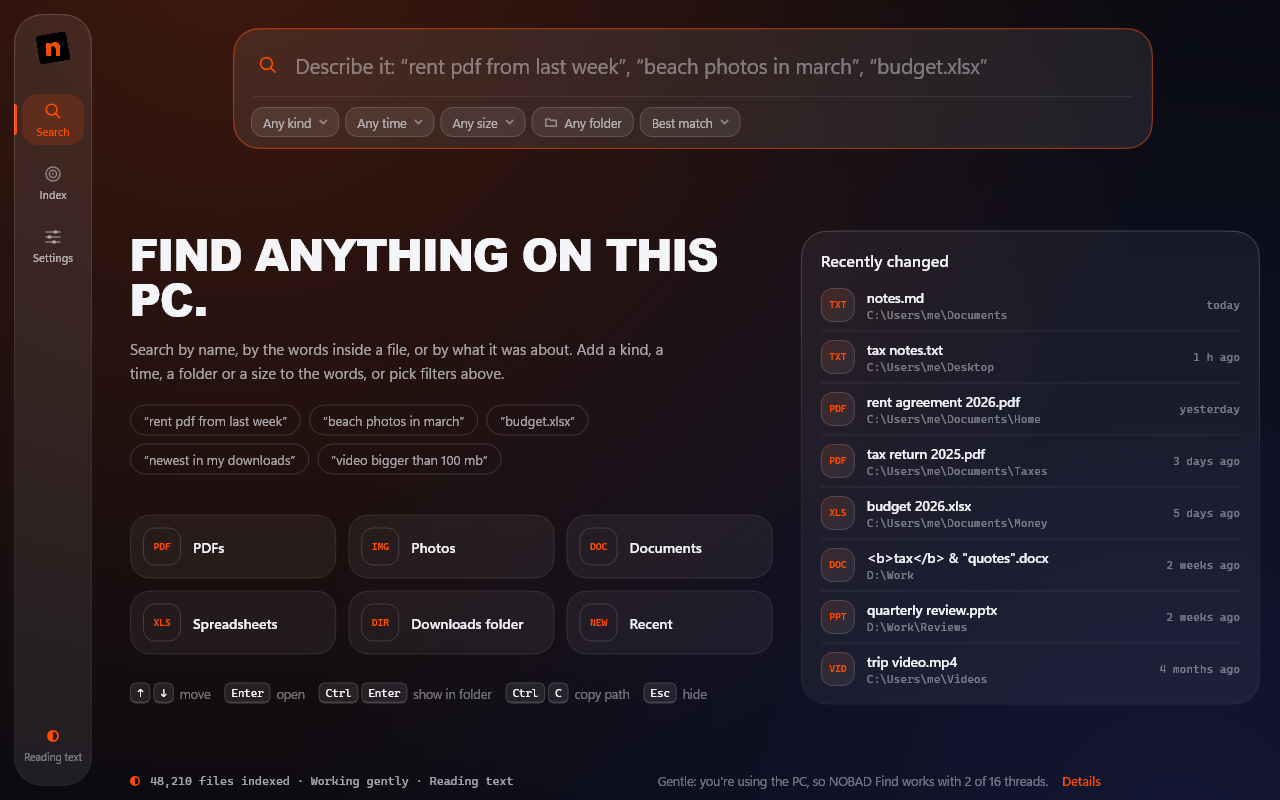 n
Search
Index
Settings
Reading text
Describe it: “rent pdf from last week”, “beach photos in march”, “budget.xlsx”
Any kind
Any time
Any size
Any folder
Best match
FIND ANYTHING ON THIS
PC.
Search by name, by the words inside a file, or by what it was about. Add a kind, a
time, a folder or a size to the words, or pick filters above.
“rent pdf from last week”
“beach photos in march”
“budget.xlsx”
“newest in my downloads”
“video bigger than 100 mb”
PDF PDFs
IMG Photos
DOC Documents
XLS Spreadsheets
DIR Downloads folder
NEW Recent
↑ ↓ move Enter open Ctrl Enter show in folder Ctrl C copy path Esc hide
Recently changed
TXT notes.md today
C:\Users\me\Documents
TXT tax notes.txt 1 h ago
C:\Users\me\Desktop
PDF rent agreement 2026.pdf yesterday
C:\Users\me\Documents\Home
PDF tax return 2025.pdf 3 days ago
C:\Users\me\Documents\Taxes
XLS budget 2026.xlsx 5 days ago
C:\Users\me\Documents\Money
DOC <b>tax</b> & "quotes".docx 2 weeks ago
D:\Work
PPT quarterly review.pptx 2 weeks ago
D:\Work\Reviews
VID trip video.mp4 4 months ago
C:\Users\me\Videos
48,210 files indexed · Working gently · Reading text
Gentle: you're using the PC, so NOBAD Find works with 2 of 16 threads. Details